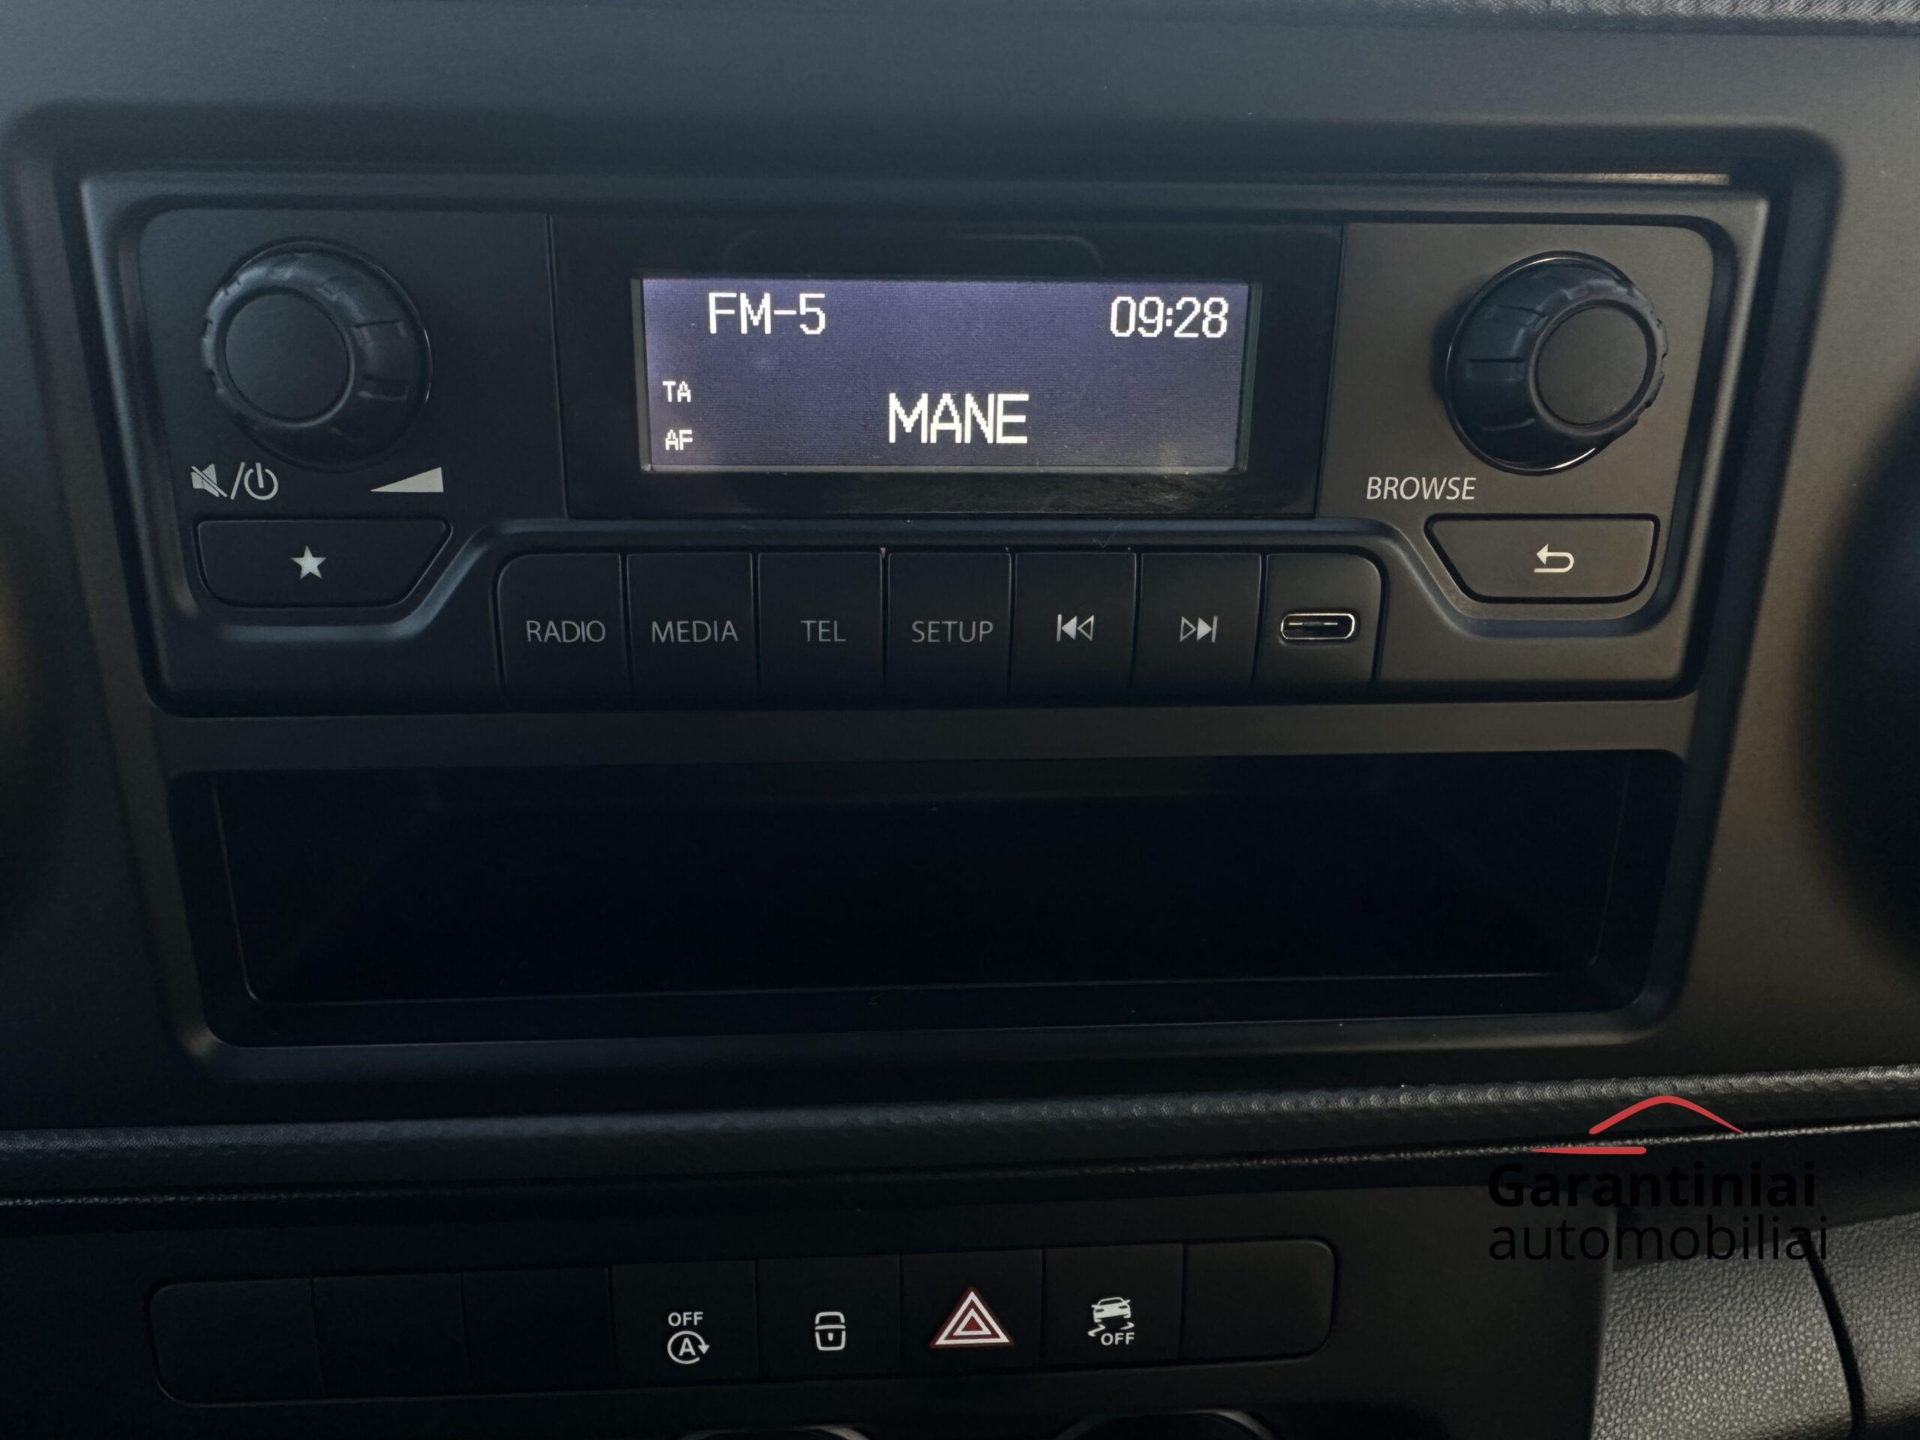 FM-5 09:28
TA
MANE
AF
BROWSE
RADIO MEDIA TEL SETUP
Garantiniai
automobiliai
OFF
A
OFF